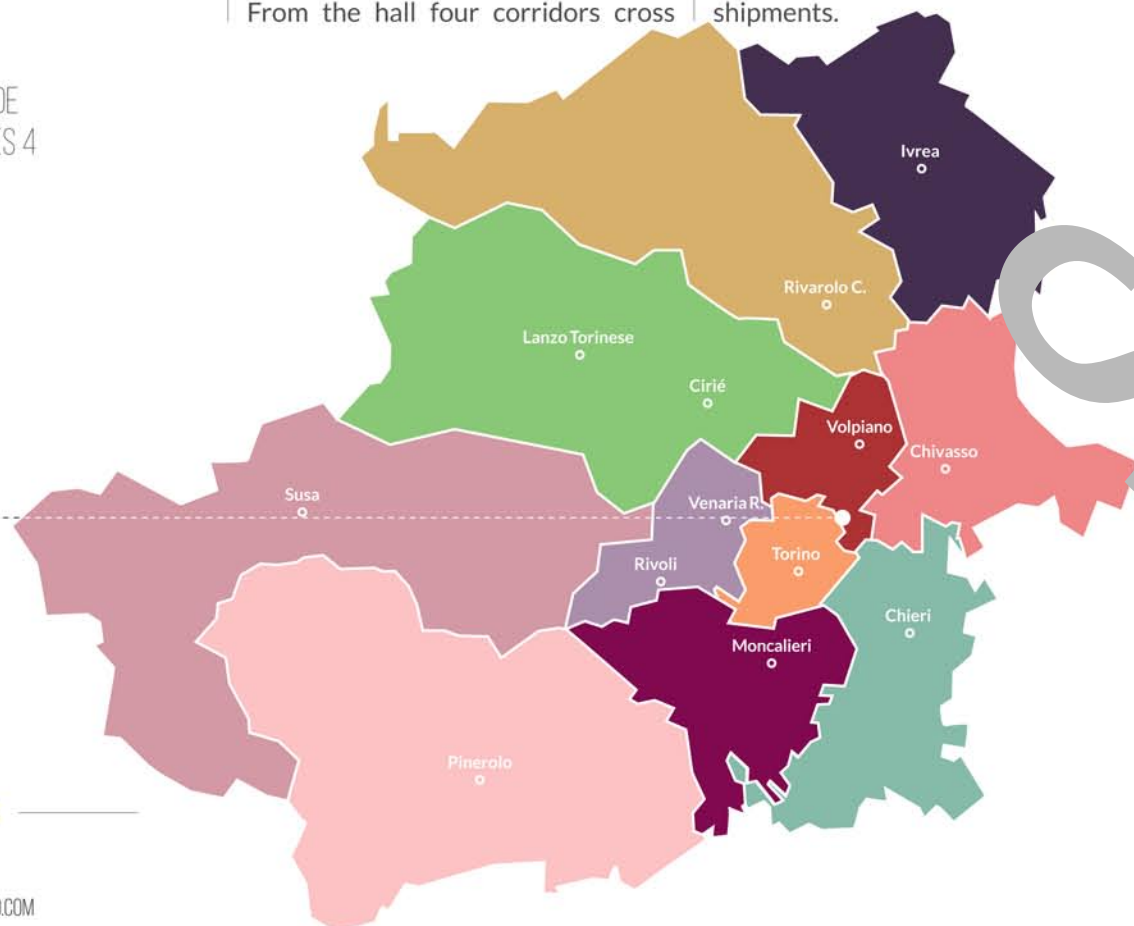 From the hall four corridors cross
shipments.
Ivrea
Rivarolo C.
Lanzo Torinese
Cirié
Volpiano
Chivasso
Susa
Venaria R.
Torino
Rivoli
Chieri
Moncalieri
Pinerolo
.COM